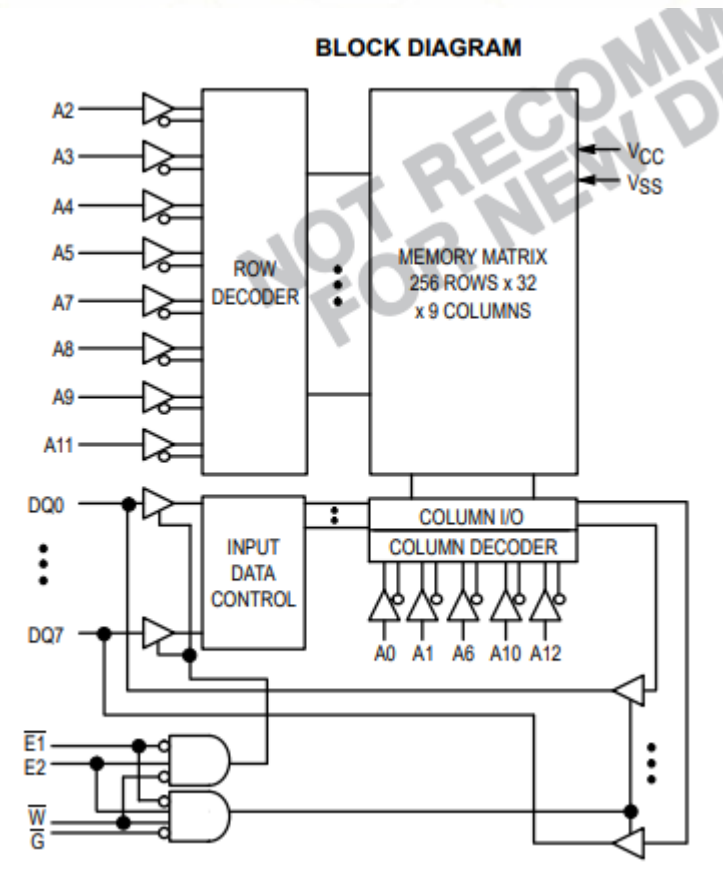 BLOCK DIAGRAM
NOT RECOMM
FOR NEW DE
A2
A3
A4
A5
A7
A8
A9
A11
ROW
DECODER
MEMORY MATRIX
256 ROWS x 32
x 9 COLUMNS
VCC
VSS
DQ0
DQ7
INPUT
DATA
CONTROL
COLUMN I/O
COLUMN DECODER
A0 A1 A6 A10 A12
E1
E2
W
G